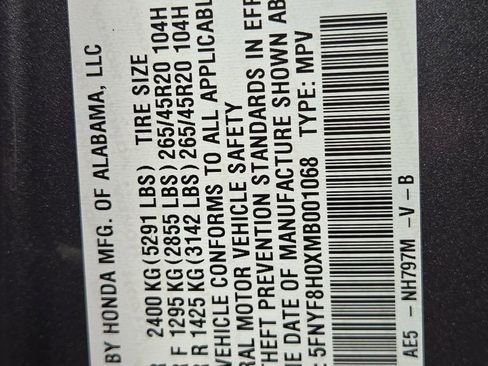 BY HONDA MFG. OF ALABAMA, LLC
2400 KG (5291 LBS) TIRE SIZE
F 1295 KG (2855 LBS) 265/45R20 104H
R 1425 KG (3142 LBS) 265/45R20 104H
VEHICLE CONFORMS TO ALL APPLICABL
RAL MOTOR VEHICLE SAFETY
THEFT PREVENTION STANDARDS IN EFF
E DATE OF MANUFACTURE SHOWN AB
5FNYF8H0XMB001068 TYPE: MPV
AE5 -NH797M -V-B